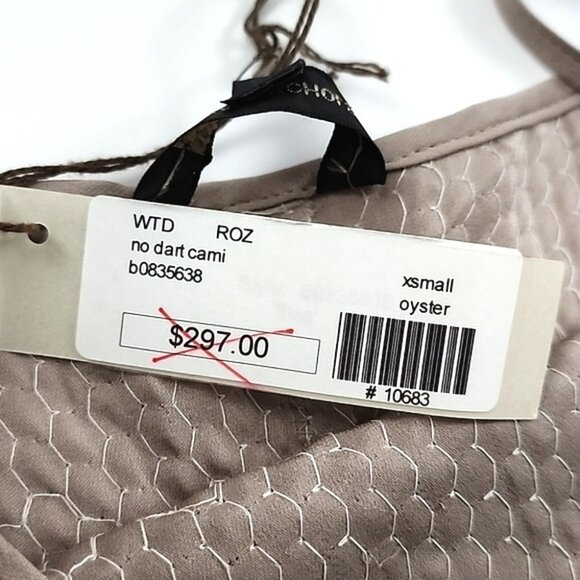 WTD ROZ
no dart cami
b0835638
xsmall
oyster
$297.00
# 10683